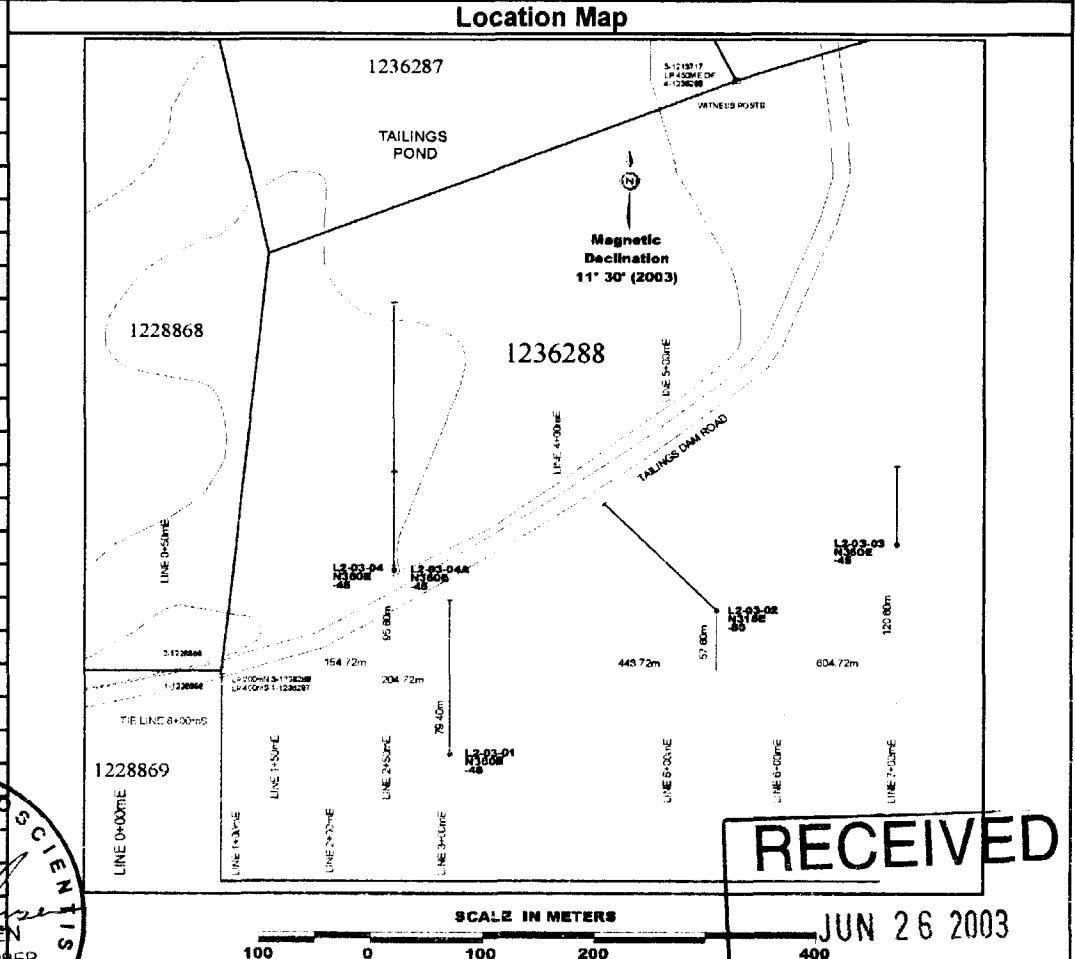 Location Map
1236287
TAILINGS
POND
WITNESS POSTS
Magnetic
Declination
11° 30' (2003)
1228868
1236288
LINE 5+00mE
LINE 4+00mE
TAILINGS DAM ROAD
LINE 0+50mE
L2-03-04
N360E
-45
L2-03-04A
N360E
-45
L2-03-03
N360E
-45
L2-03-02
N315E
-50
95.80m
57.60m
120.60m
154.72m
204.72m
443.72m
604.72m
79.40m
TIE LINE 6+00mS
L2-03-01
N360E
-45
1228869
LINE 0+00mE
LINE 1+00mE
LINE 1+50mE
LINE 2+00mE
LINE 2+50mE
LINE 3+00mE
LINE 6+00mE
LINE 7+00mE
RECEIVED
JUN 26 2003
SCALE IN METERS
100 0 100 200 400
SCIENTIS